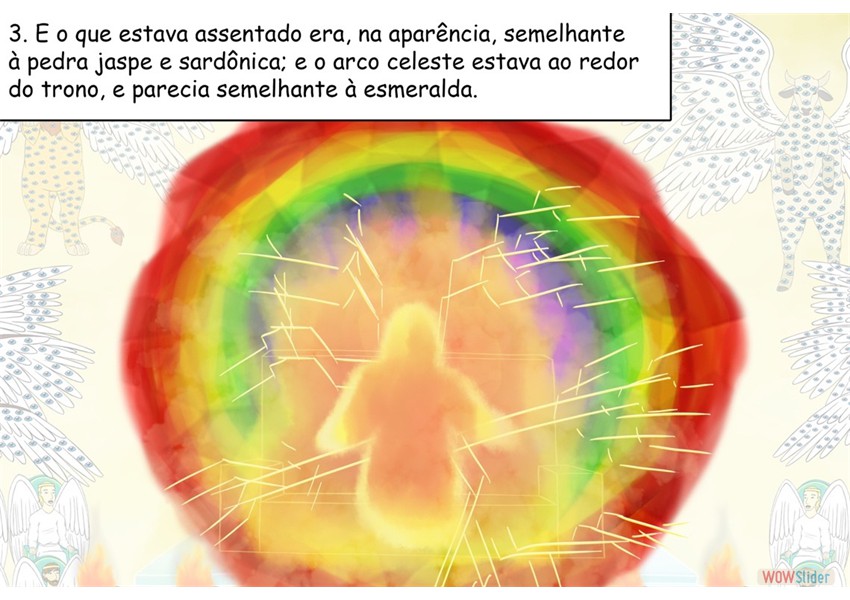 3. E o que estava assentado era, na aparência, semelhante
à pedra jaspe e sardônica; e o arco celeste estava ao redor
do trono, e parecia semelhante à esmeralda.
WOWSlider